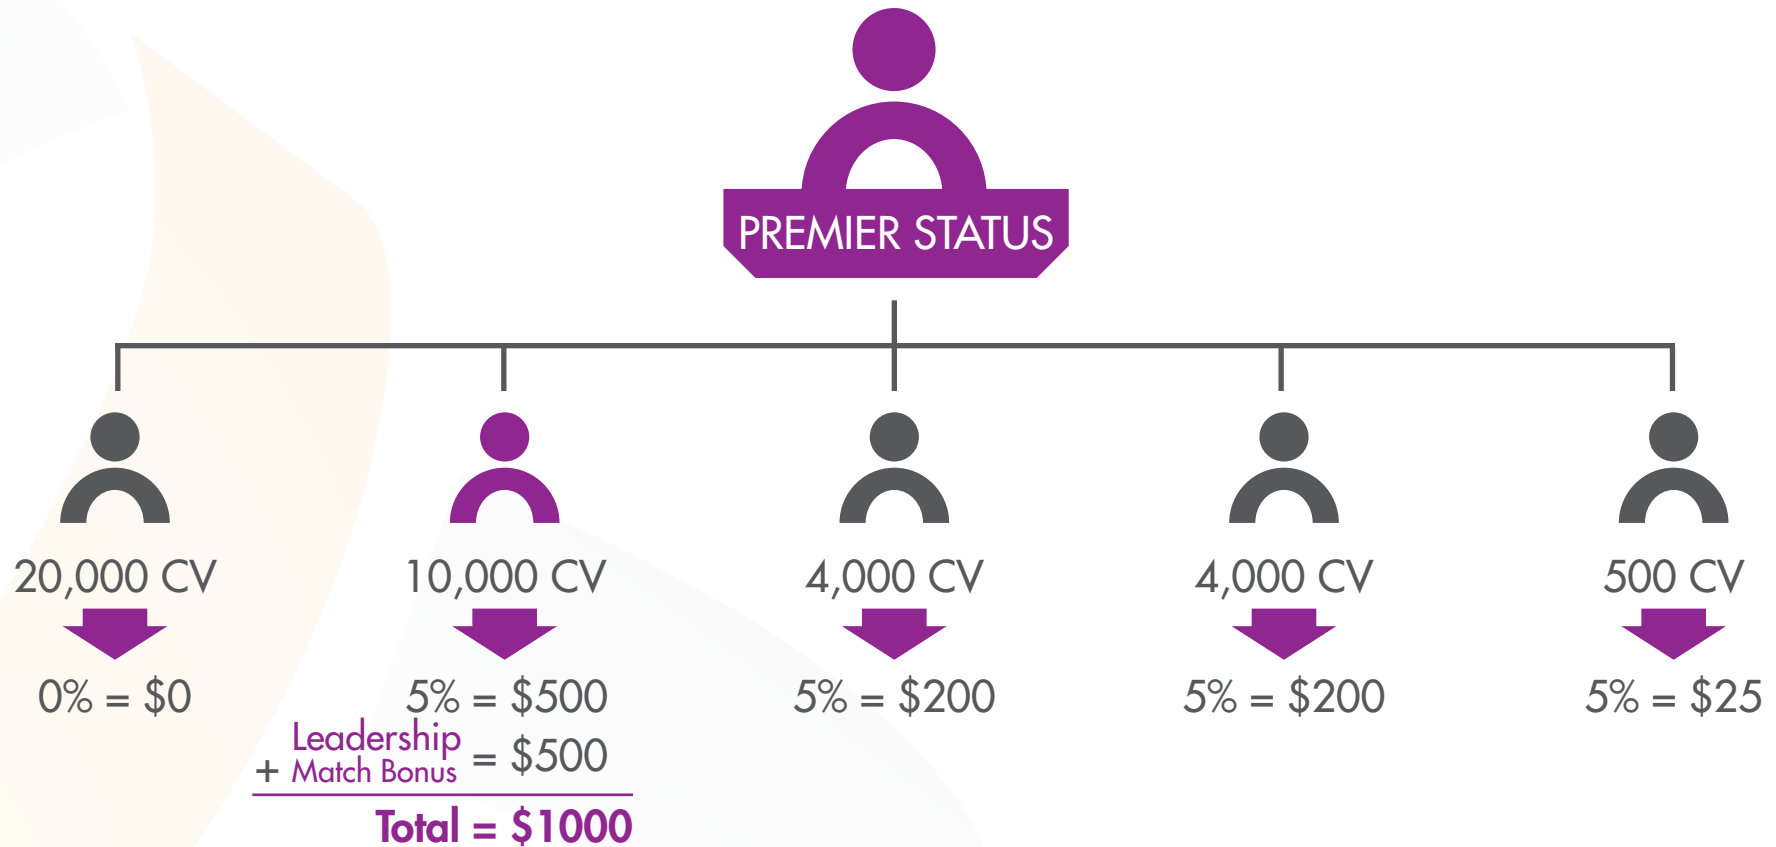 PREMIER STATUS
20,000 CV
10,000 CV
4,000 CV
4,000 CV
500 CV
0% = $0
5% = $500
5% = $200
5% = $200
5% = $25
+ Leadership
Match Bonus = $500
Total = $1000